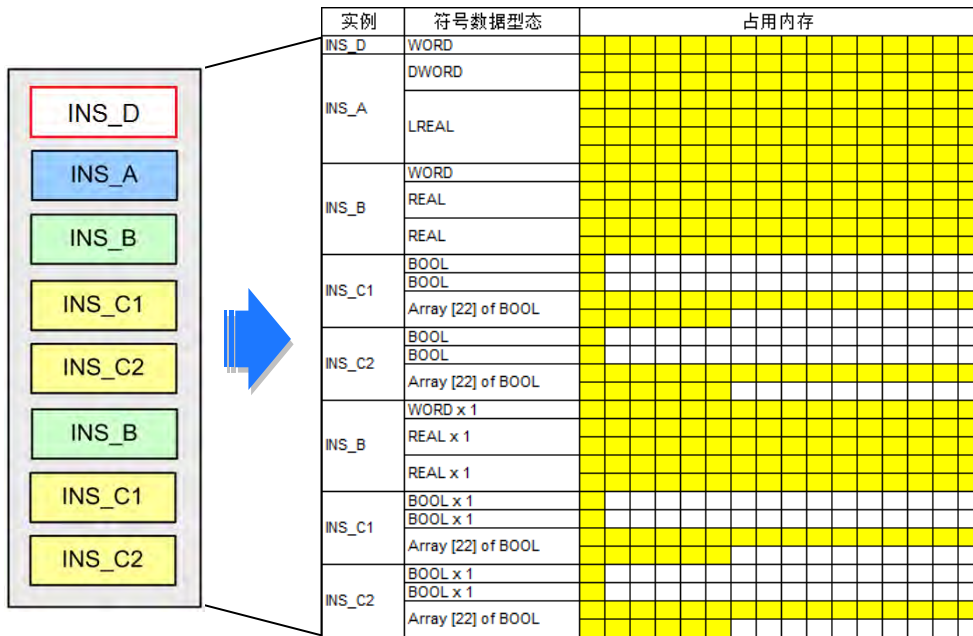 INS_D
INS_A
INS_B
INS_C1
INS_C2
INS_B
INS_C1
INS_C2
实例 符号数据型态 占用内存
INS_D WORD
INS_A DWORD
LREAL
INS_B WORD
REAL
REAL
INS_C1 BOOL
BOOL
Array [22] of BOOL
INS_C2 BOOL
BOOL
Array [22] of BOOL
INS_B WORD x 1
REAL x 1
REAL x 1
INS_C1 BOOL x 1
BOOL x 1
Array [22] of BOOL
INS_C2 BOOL x 1
BOOL x 1
Array [22] of BOOL